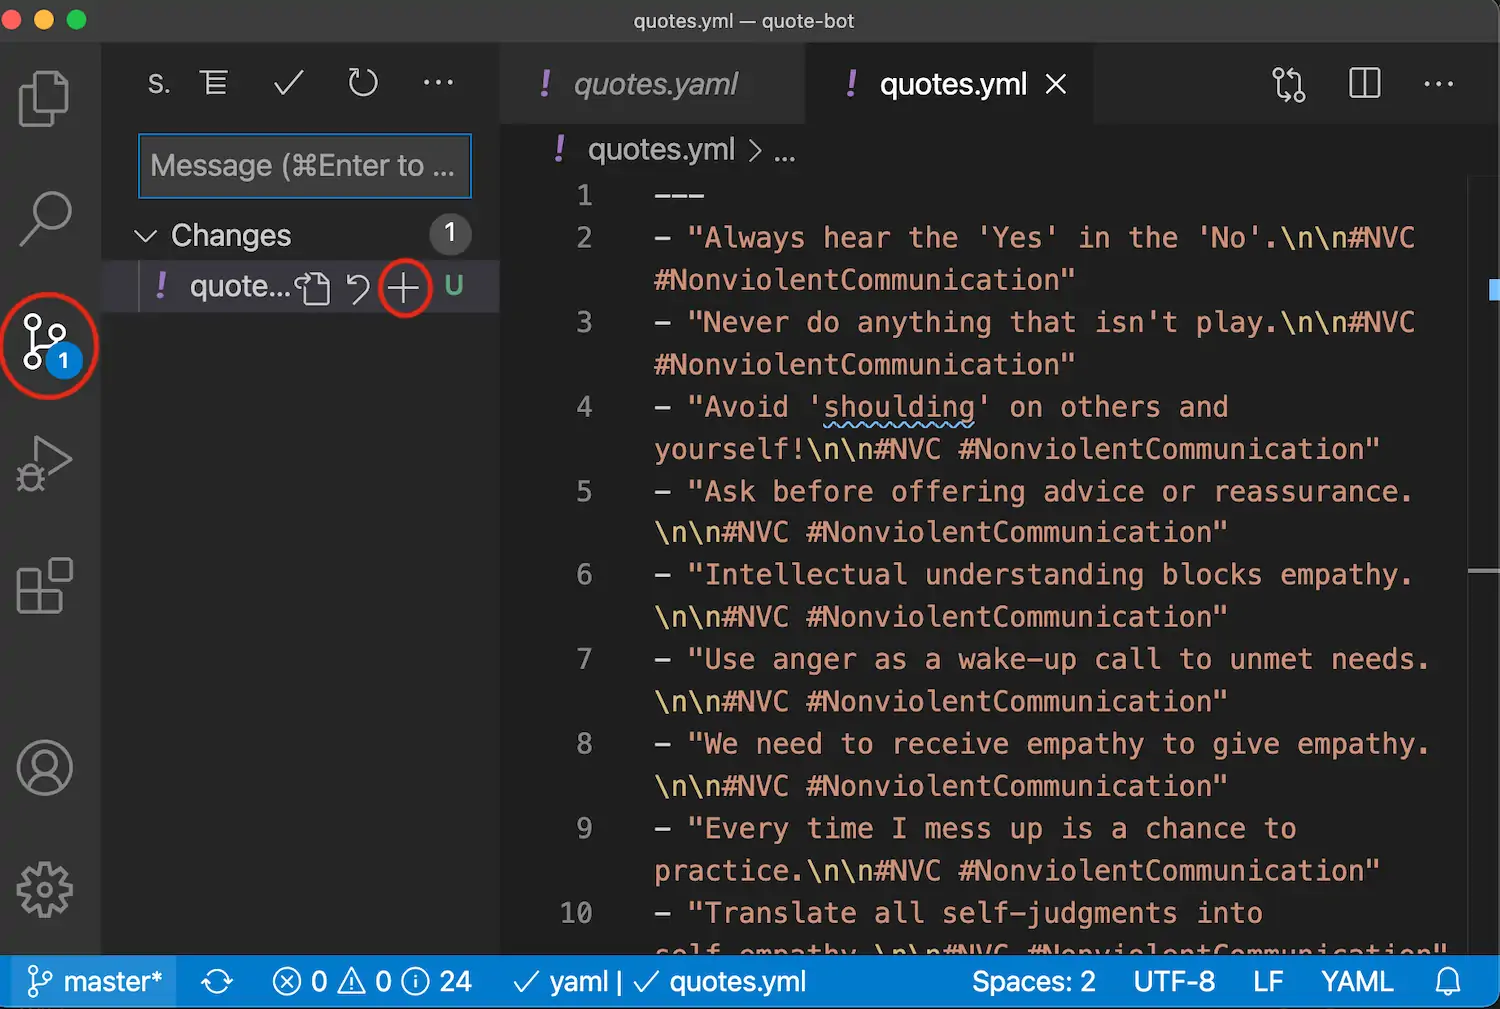 quotes.yml — quote-bot
S.
! quotes.yaml
! quotes.yml
Message (⌘Enter to ...
! quotes.yml > ...
Changes 1
! quote... U
1
1 ---
2 - "Always hear the 'Yes' in the 'No'.\n\n#NVC
#NonviolentCommunication"
3 - "Never do anything that isn't play.\n\n#NVC
#NonviolentCommunication"
4 - "Avoid 'shoulding' on others and
yourself!\n\n#NVC #NonviolentCommunication"
5 - "Ask before offering advice or reassurance.
\n\n#NVC #NonviolentCommunication"
6 - "Intellectual understanding blocks empathy.
\n\n#NVC #NonviolentCommunication"
7 - "Use anger as a wake-up call to unmet needs.
\n\n#NVC #NonviolentCommunication"
8 - "We need to receive empathy to give empathy.
\n\n#NVC #NonviolentCommunication"
9 - "Every time I mess up is a chance to
practice.\n\n#NVC #NonviolentCommunication"
10 - "Translate all self-judgments into
self-empathy.\n\n#NVC #NonviolentCommunication"
master* 0 0 24 yaml | quotes.yml Spaces: 2 UTF-8 LF YAML